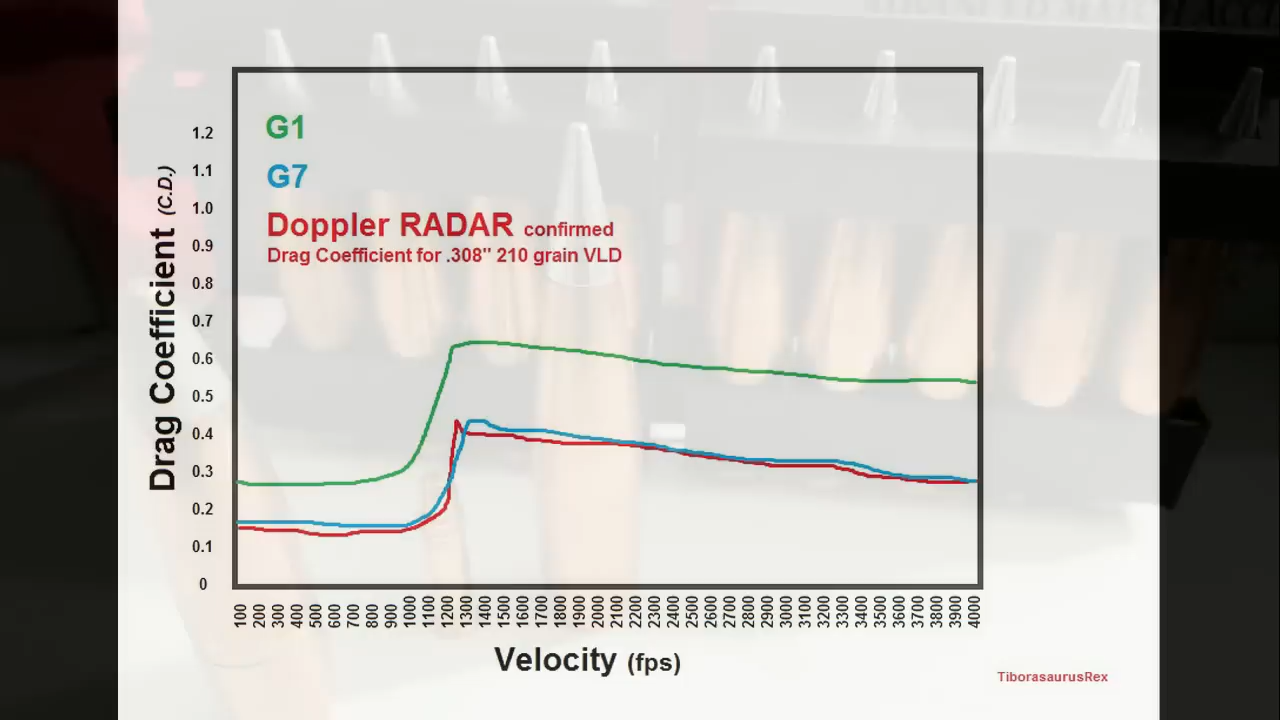 G1
G7
Doppler RADAR confirmed
Drag Coefficient for .308" 210 grain VLD
Drag Coefficient (C.D.)
1.2
1.1
1.0
0.9
0.8
0.7
0.6
0.5
0.4
0.3
0.2
0.1
0
100 200 300 400 500 600 700 800 900 1000 1100 1200 1300 1400 1500 1600 1700 1800 1900 2000 2100 2200 2300 2400 2500 2600 2700 2800 2900 3000 3100 3200 3300 3400 3500 3600 3700 3800 3900 4000
Velocity (fps)
TiborasaurusRex